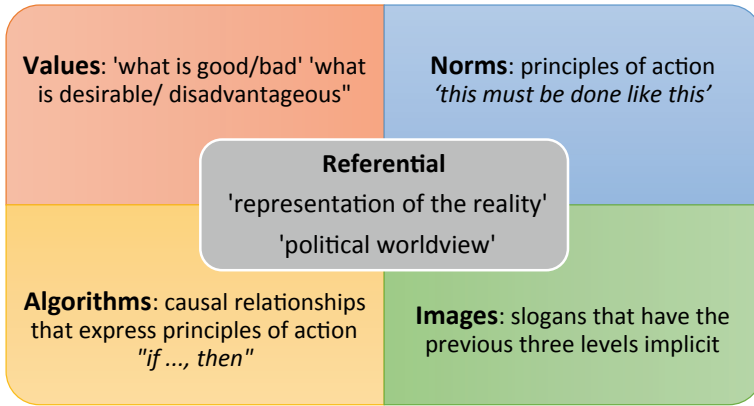 Values: 'what is good/bad' 'what
is desirable/ disadvantageous"
Norms: principles of action
‘this must be done like this’
Referential
'representation of the reality'
'political worldview'
Algorithms: causal relationships
that express principles of action
"if ..., then"
Images: slogans that have the
previous three levels implicit